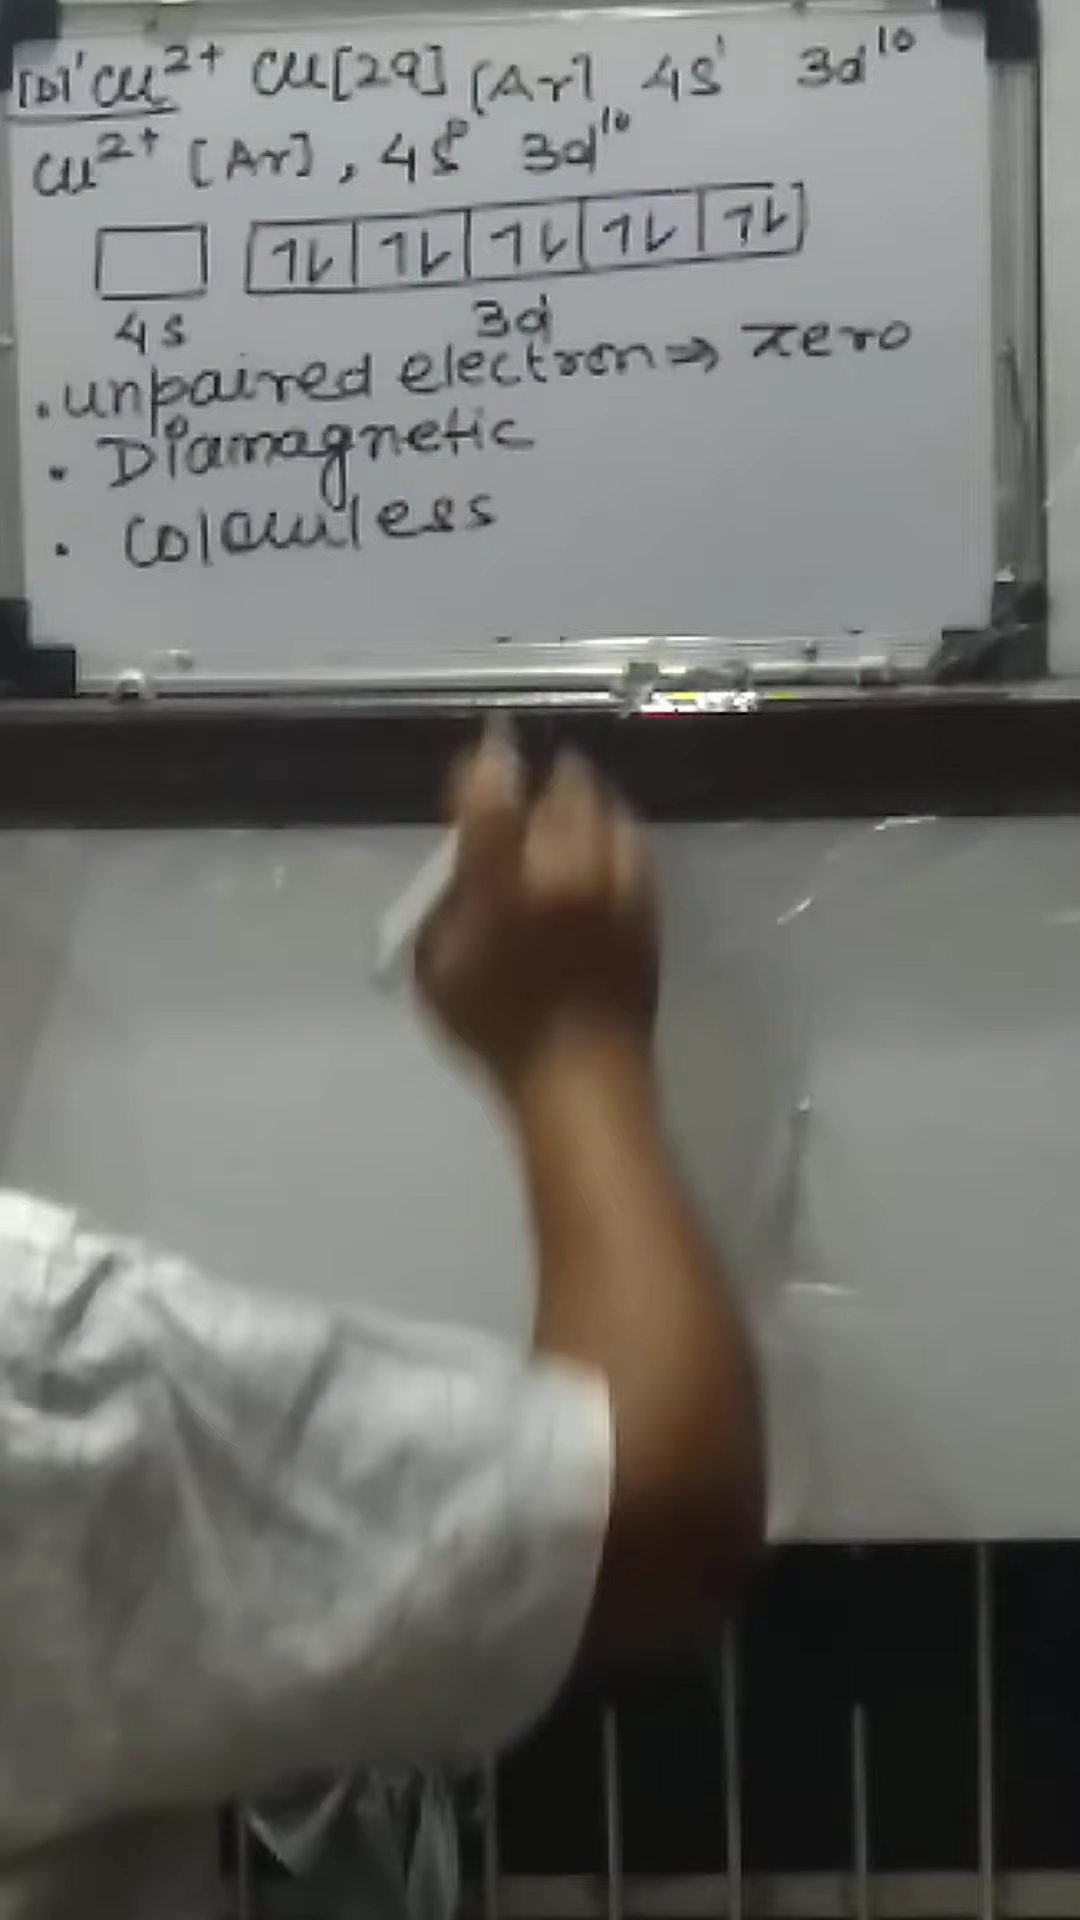 [D] Cu²⁺ Cu[29] [Ar] 4s¹ 3d¹⁰
Cu²⁺ [Ar], 4s⁰ 3d¹⁰
↿⇂ ↿⇂ ↿⇂ ↿⇂ ↿⇂
4s 3d
. unpaired electron ⇒ zero
. Diamagnetic
. Colourless